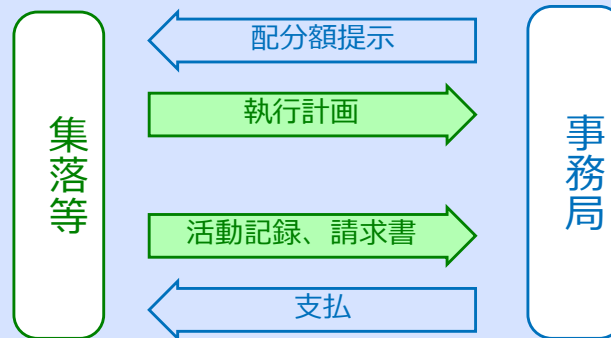 集落等
配分額提示
執行計画
活動記録、請求書
支払
事務局